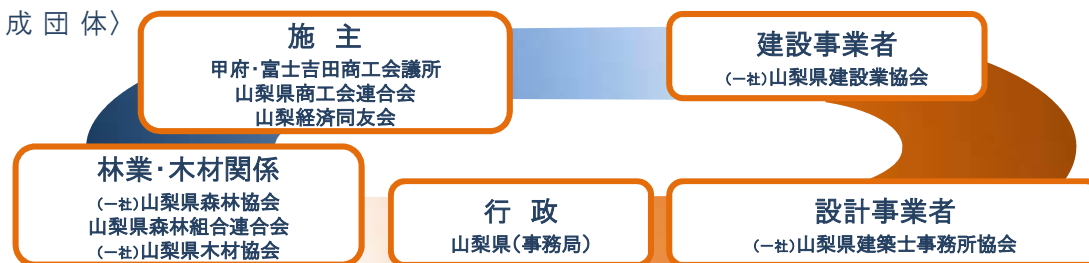 成団体〉
施 主
甲府・富士吉田商工会議所
山梨県商工会連合会
山梨経済同友会
建設事業者
(一社)山梨県建設業協会
林業・木材関係
(一社)山梨県森林協会
山梨県森林組合連合会
(一社)山梨県木材協会
行 政
山梨県(事務局)
設計事業者
(一社)山梨県建築士事務所協会